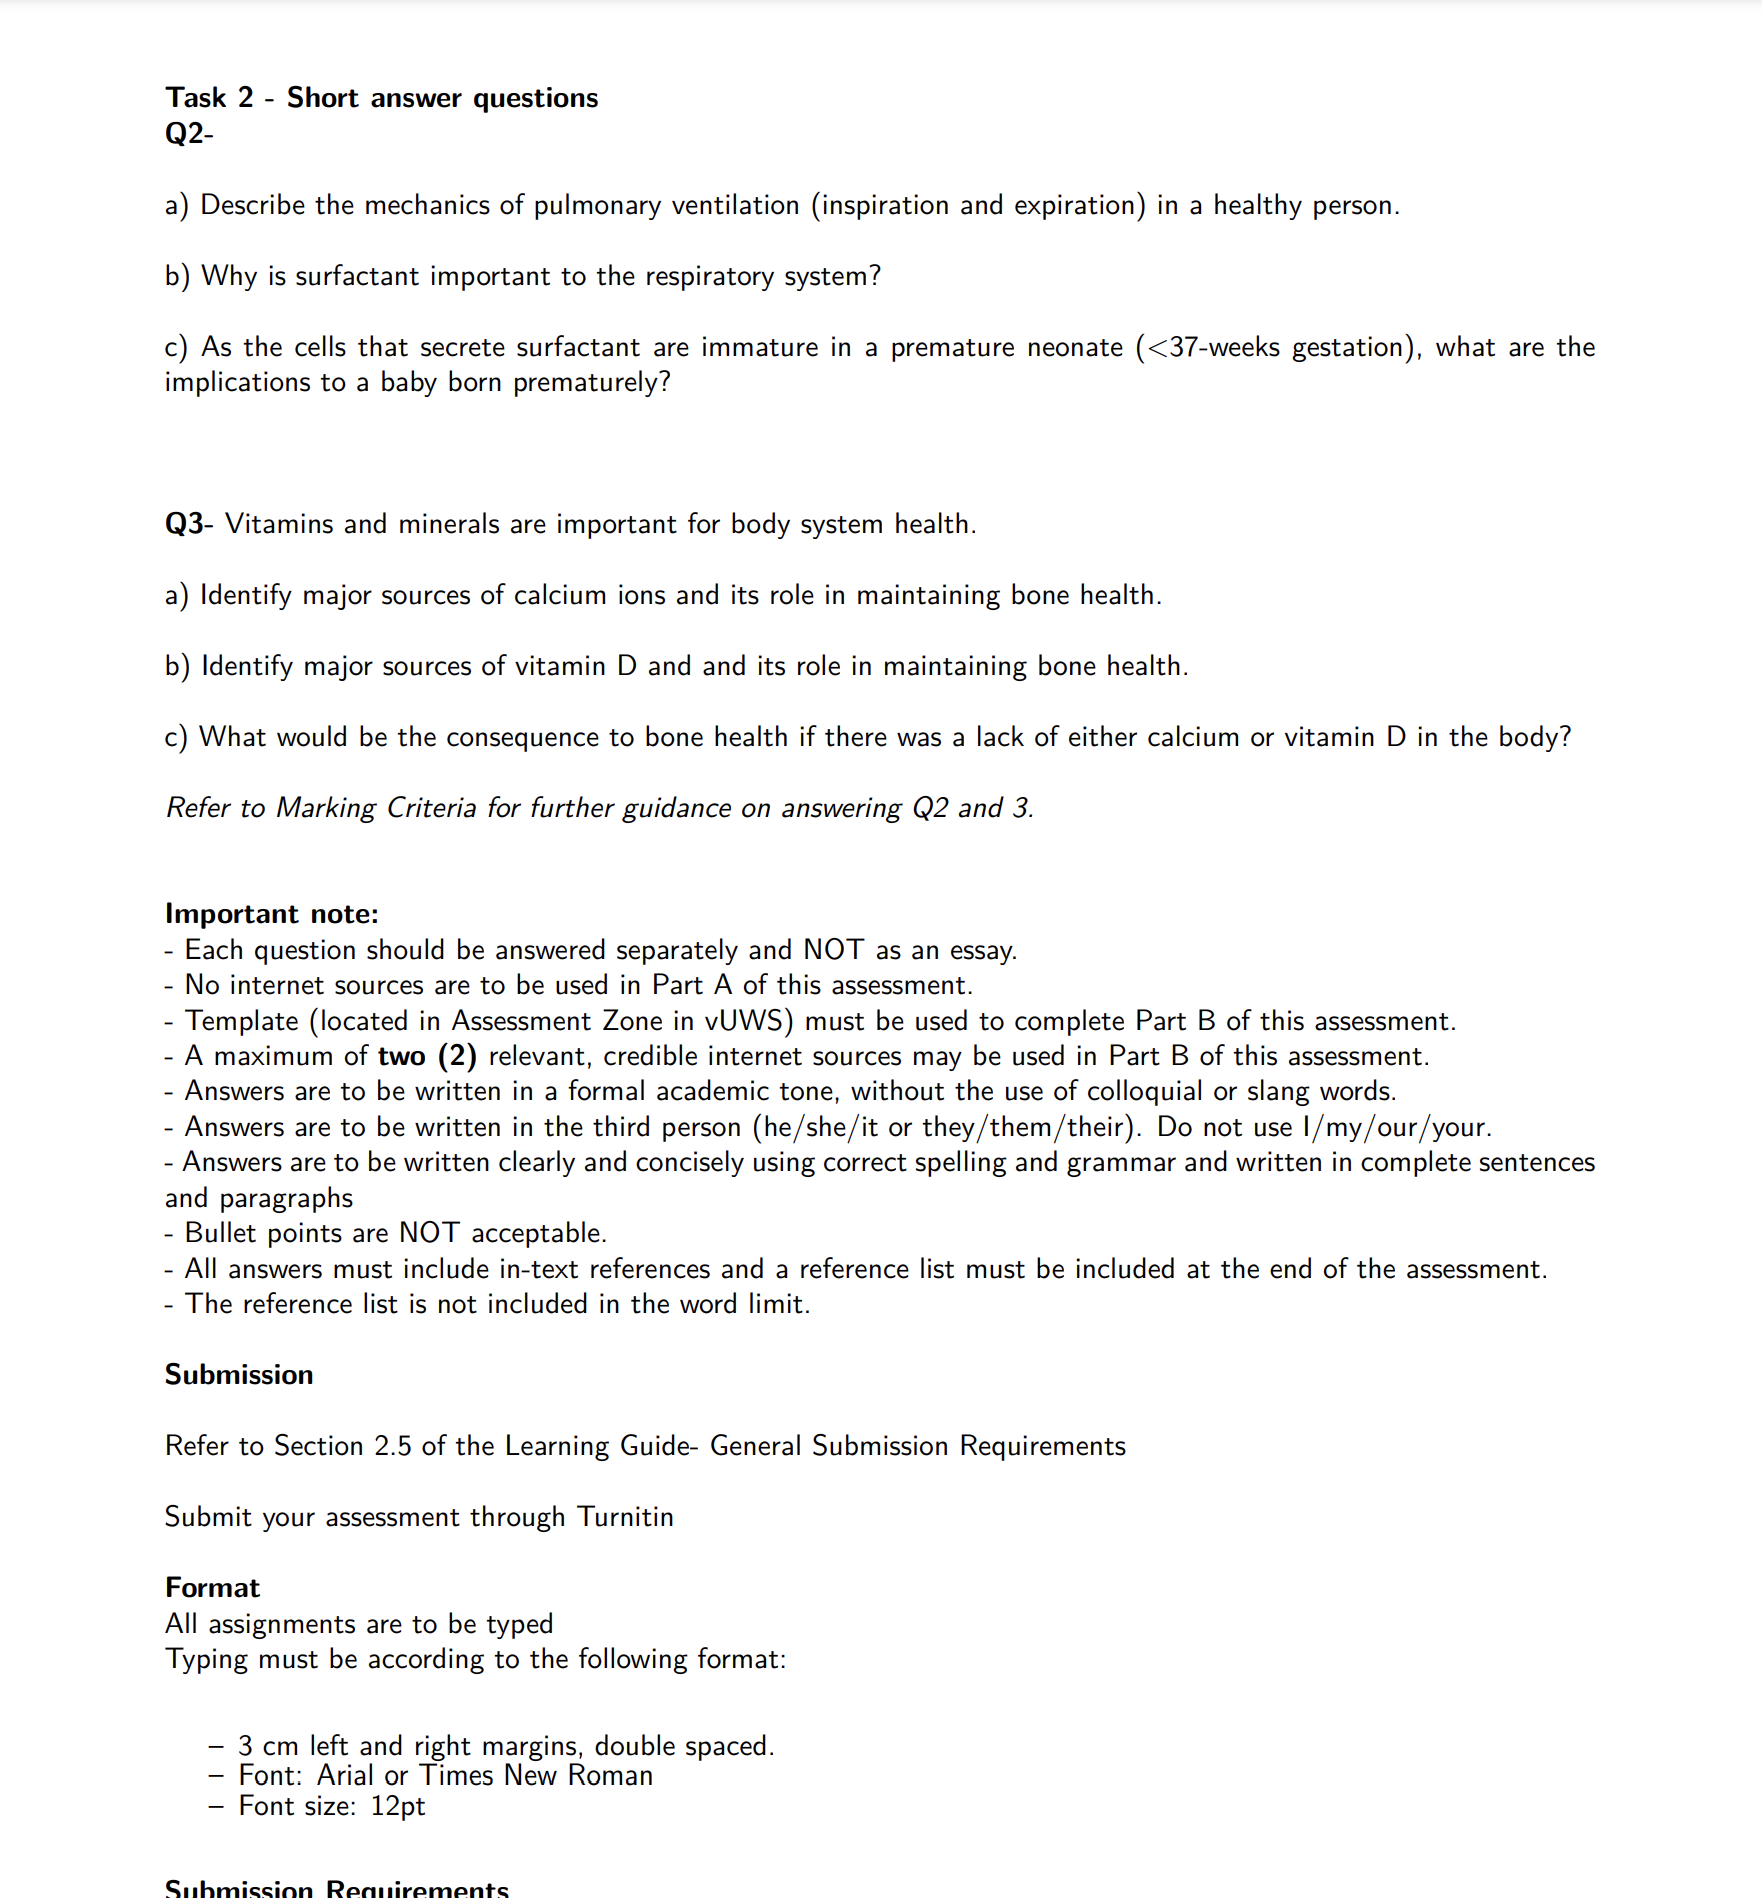 Task 2 - Short answer questions
Q2-
a) Describe the mechanics of pulmonary ventilation (inspiration and expiration) in a healthy person.
b) Why is surfactant important to the respiratory system?
c) As the cells that secrete surfactant are immature in a premature neonate (<37-weeks gestation), what are the
implications to a baby born prematurely?
Q3- Vitamins and minerals are important for body system health.
a) Identify major sources of calcium ions and its role in maintaining bone health.
b) Identify major sources of vitamin D and and its role in maintaining bone health.
c) What would be the consequence to bone health if there was a lack of either calcium or vitamin D in the body?
Refer to Marking Criteria for further guidance on answering Q2 and 3.
Important note:
- Each question should be answered separately and NOT as an essay.
- No internet sources are to be used in Part A of this assessment.
- Template (located in Assessment Zone in vUWS) must be used to complete Part B of this assessment.
- A maximum of two (2) relevant, credible internet sources may be used in Part B of this assessment.
- Answers are to be written in a formal academic tone, without the use of colloquial or slang words.
- Answers are to be written in the third person (he/she/it or they/them/their). Do not use I/my/our/your.
- Answers are to be written clearly and concisely using correct spelling and grammar and written in complete sentences
and paragraphs
- Bullet points are NOT acceptable.
- All answers must include in-text references and a reference list must be included at the end of the assessment.
- The reference list is not included in the word limit.
Submission
Refer to Section 2.5 of the Learning Guide- General Submission Requirements
Submit your assessment through Turnitin
Format
All assignments are to be typed
Typing must be according to the following format:
– 3 cm left and right margins, double spaced.
– Font: Arial or Times New Roman
– Font size: 12pt
Submission Requirements